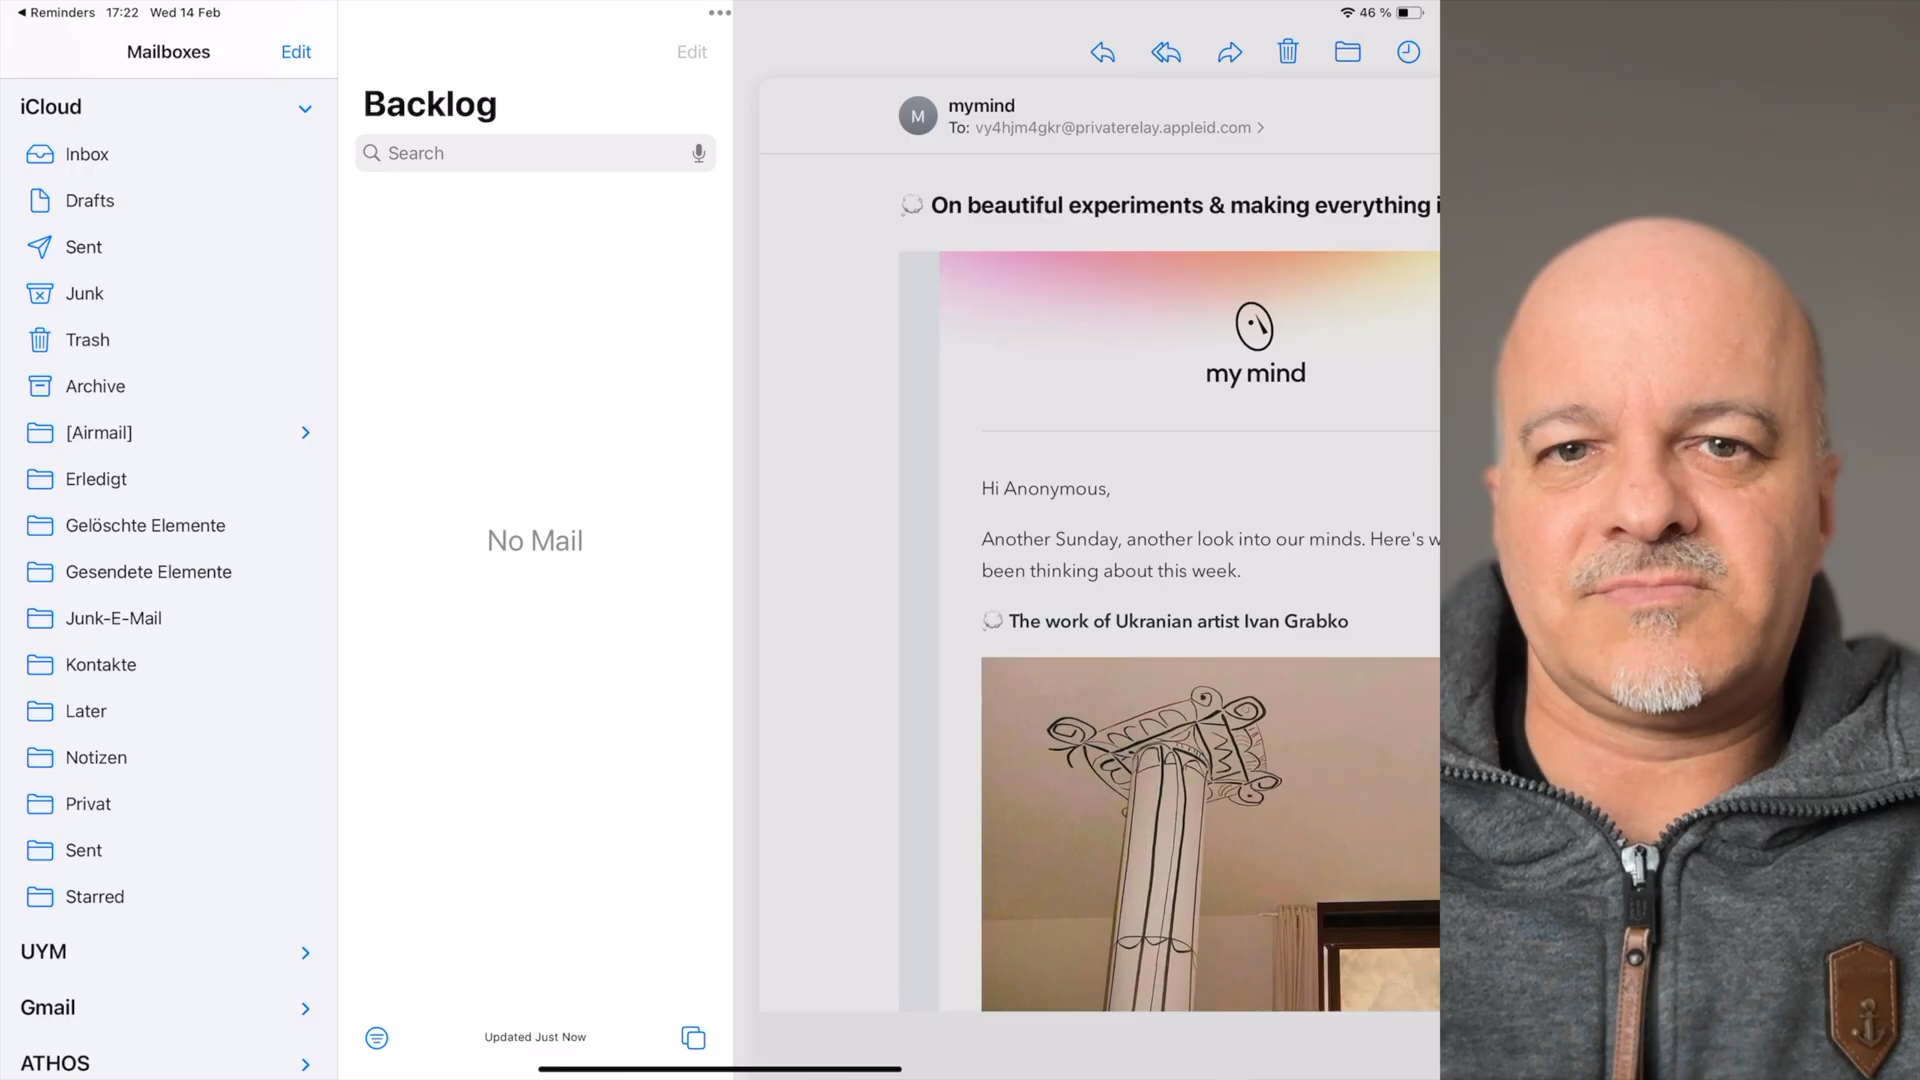 Reminders 17:22 Wed 14 Feb
46 %
Mailboxes Edit
iCloud
Inbox
Drafts
Sent
Junk
Trash
Archive
[Airmail]
Erledigt
Gelöschte Elemente
Gesendete Elemente
Junk-E-Mail
Kontakte
Later
Notizen
Privat
Sent
Starred
UYM
Gmail
ATHOS
Edit
Backlog
Search
No Mail
Updated Just Now
M
mymind
To: vy4hjm4gkr@privaterelay.appleid.com
On beautiful experiments & making everything i
my mind
Hi Anonymous,
Another Sunday, another look into our minds. Here's w
been thinking about this week.
The work of Ukranian artist Ivan Grabko